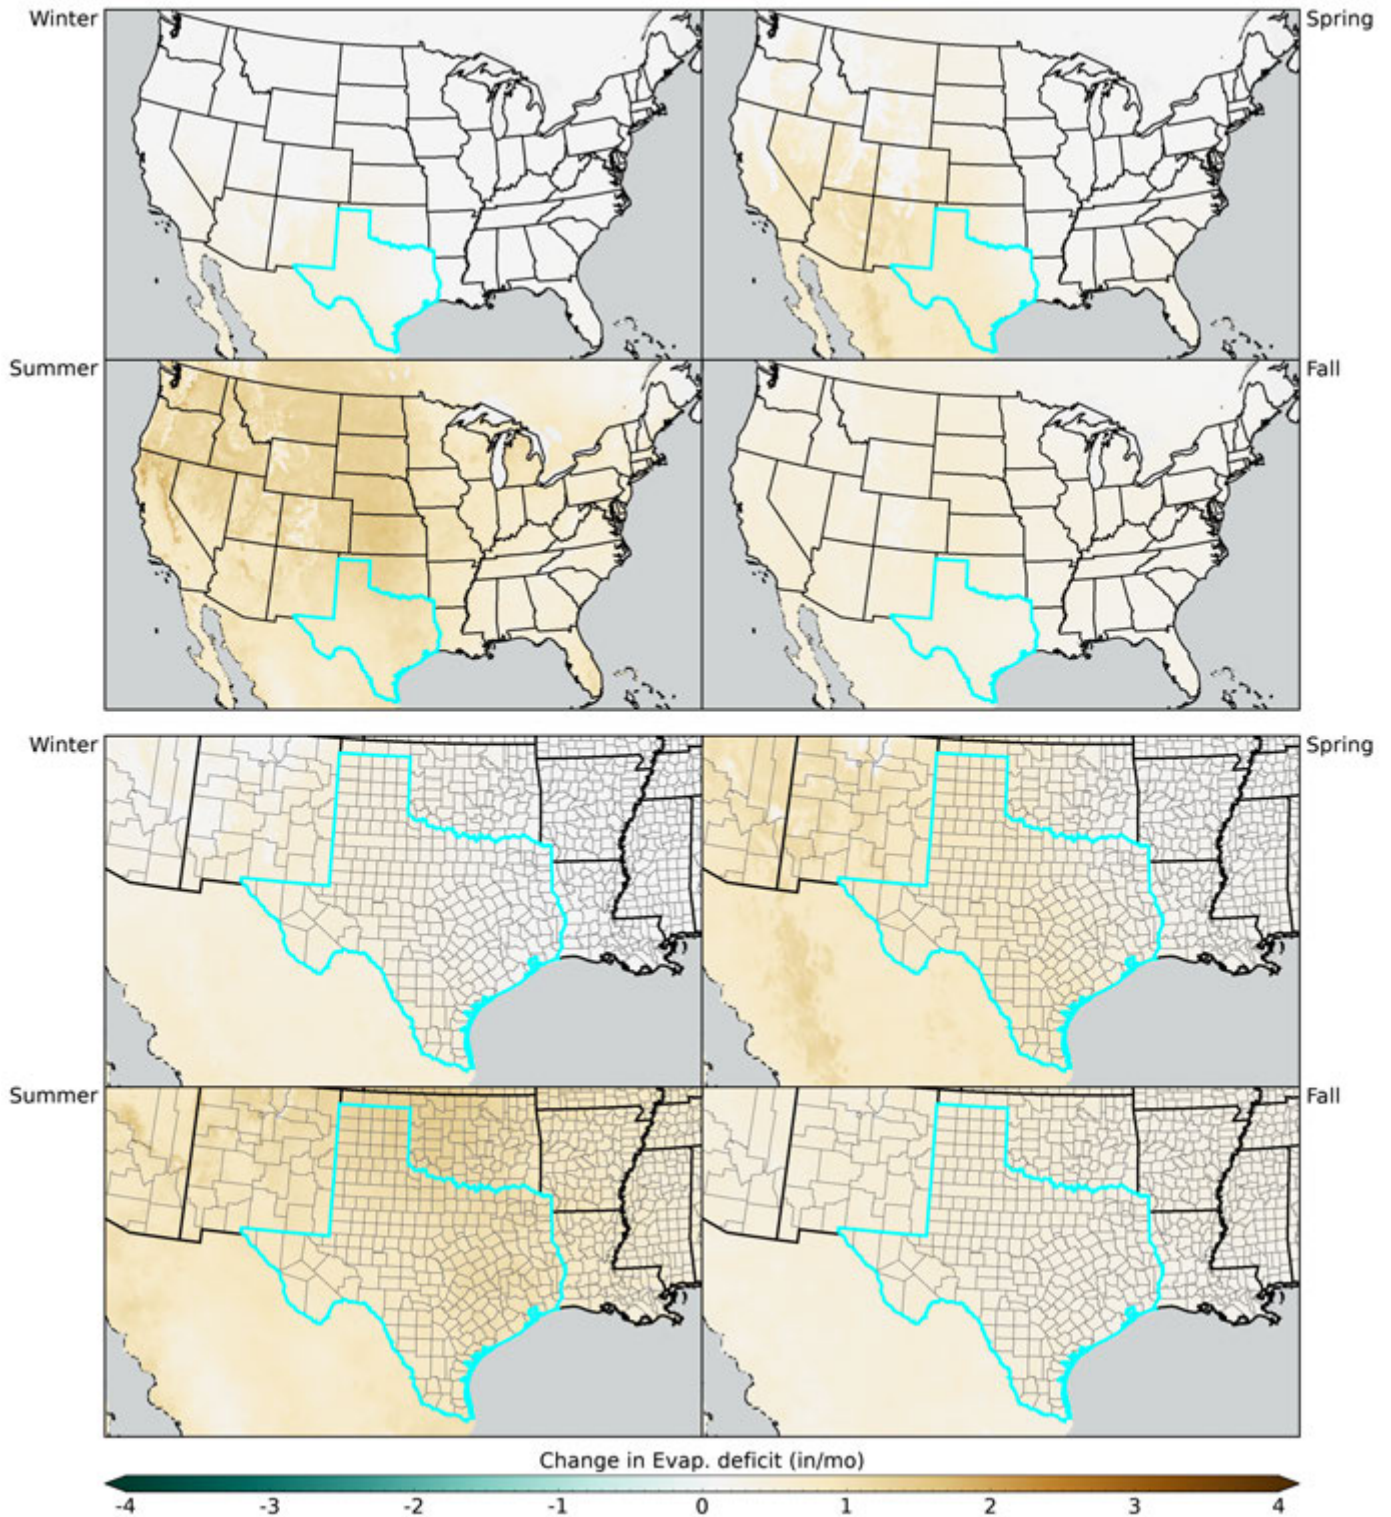 Winter
Spring
Summer
Fall
Winter
Spring
Summer
Fall
Change in Evap. deficit (in/mo)
-4 -3 -2 -1 0 1 2 3 4